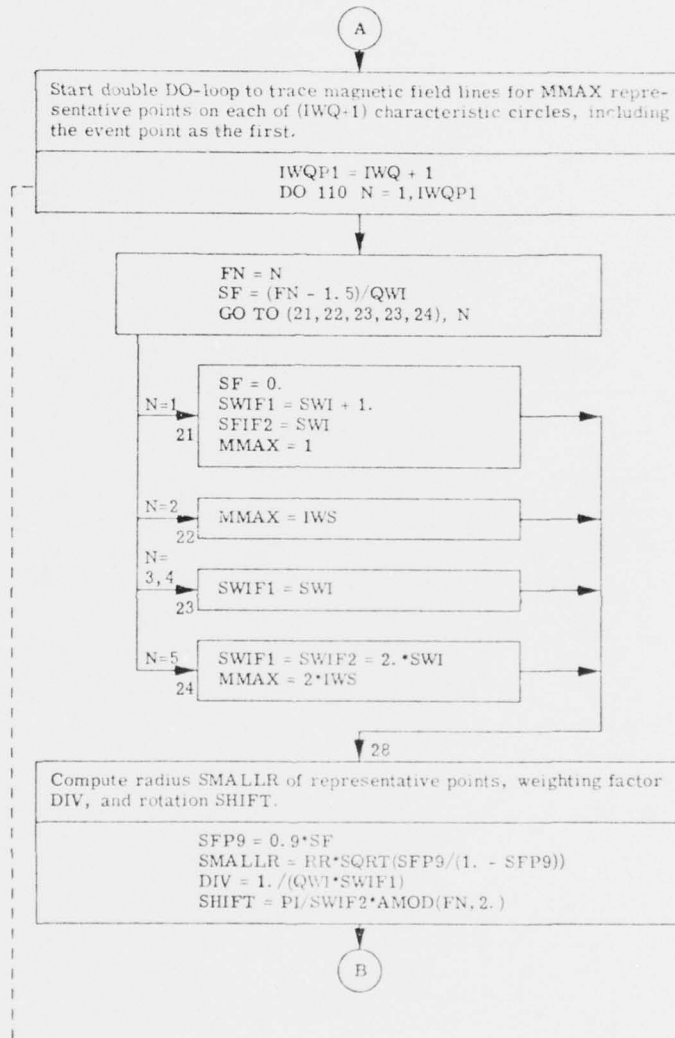 A
Start double DO-loop to trace magnetic field lines for MMAX repre-
sentative points on each of (IWQ+1) characteristic circles, including
the event point as the first.
IWQP1 = IWQ + 1
DO 110 N = 1,IWQP1
FN = N
SF = (FN - 1.5)/QWI
GO TO (21,22,23,23,24), N
N=1
21
SF = 0.
SWIF1 = SWI + 1.
SFIF2 = SWI
MMAX = 1
N=2
22
MMAX = IWS
N=
3,4
23
SWIF1 = SWI
N=5
24
SWIF1 = SWIF2 = 2.*SWI
MMAX = 2*IWS
28
Compute radius SMALLR of representative points, weighting factor
DIV, and rotation SHIFT.
SFP9 = 0.9*SF
SMALLR = RR*SQRT(SFP9/(1. - SFP9))
DIV = 1./(QWI*SWIF1)
SHIFT = PI/SWIF2*AMOD(FN,2.)
B